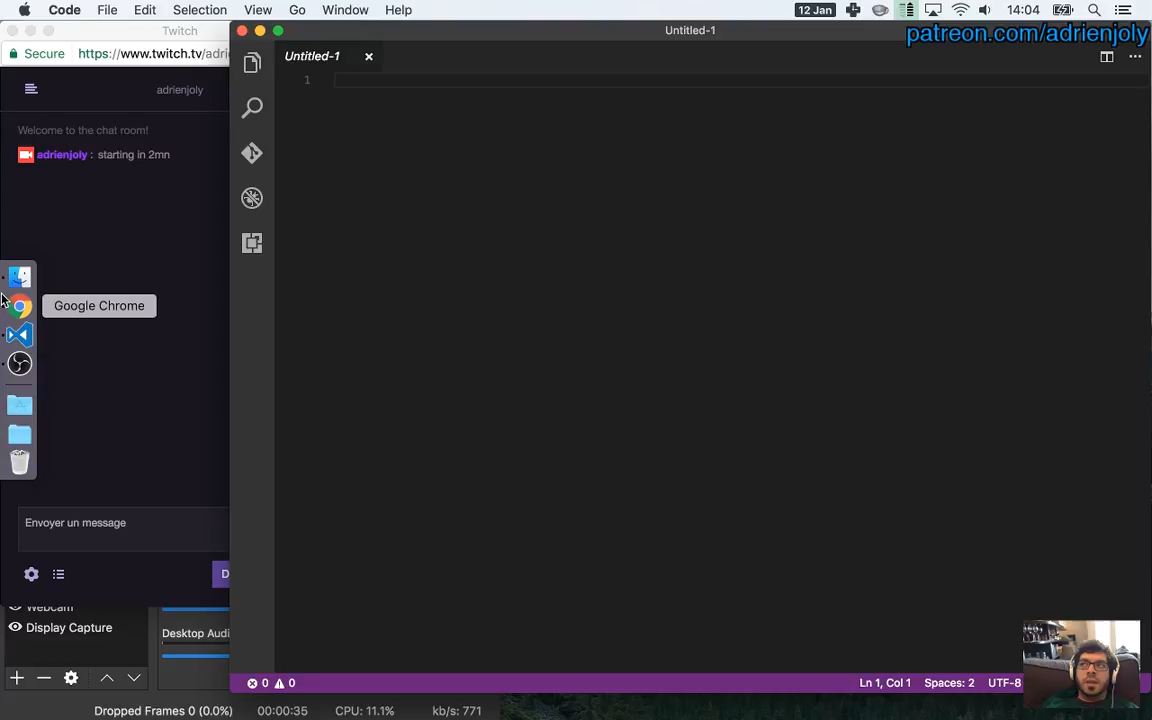 Code File Edit Selection View Go Window Help 12 Jan 14:04
Twitch
Untitled-1
patreon.com/adrienjoly
Secure https://www.twitch.tv/adri
Untitled-1
1
adrienjoly
Welcome to the chat room!
adrienjoly : starting in 2mn
Google Chrome
Envoyer un message
D
Webcam
Display Capture
Desktop Audi
0 0
Ln 1, Col 1 Spaces: 2 UTF-8
Dropped Frames 0 (0.0%) 00:00:35 CPU: 11.1% kb/s: 771